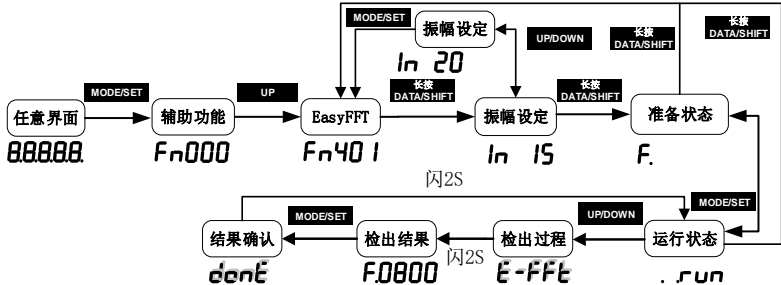 MODE/SET
振幅设定
UP/DOWN
长按
DATA/SHIFT
长按
DATA/SHIFT
In 20
MODE/SET
UP
长按
DATA/SHIFT
长按
DATA/SHIFT
任意界面
辅助功能
EasyFFT
振幅设定
准备状态
8.8.8.8.8.
Fn000
Fn401
In 15
F.
闪2S
MODE/SET
UP/DOWN
MODE/SET
结果确认
检出结果
闪2S
检出过程
运行状态
donE
F.0800
E-FFt
. .run